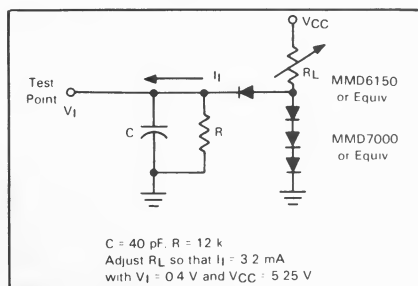 VCC
Test
Point
VI
II
RL
MMD6150
or Equiv
C
R
MMD7000
or Equiv
C = 40 pF, R = 12 k
Adjust RL so that II = 3 2 mA
with VI = 0 4 V and VCC = 5 25 V